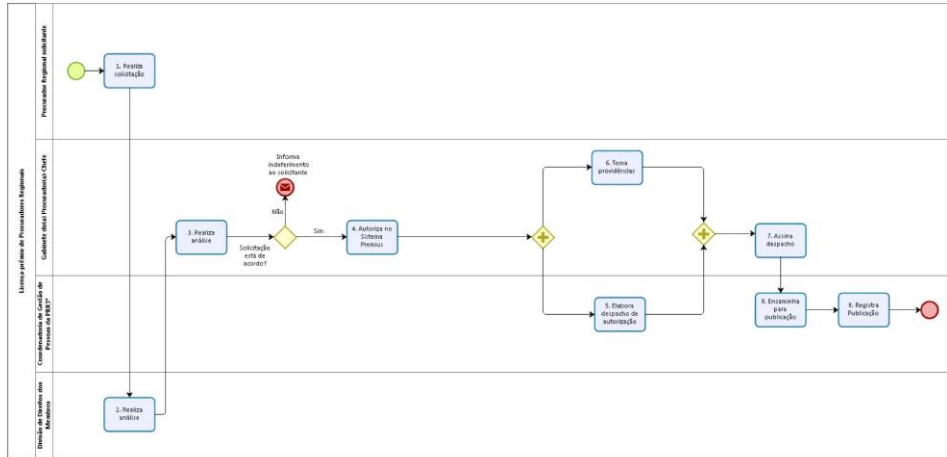 Licença-prêmio de Procuradores Regionais
Procurador Regional solicitante
1. Realiza
solicitação
Gabinete do(a) Procurador(a)-Chefe
Informa
indeferimento
ao solicitante
Não
3. Realiza
análise
Solicitação
está de
acordo?
Sim
4. Autoriza no
Sistema
Premius
6. Toma
providências
7. Assina
despacho
Coordenadoria de Gestão de
Pessoas da PRR3ª
5. Elabora
despacho de
autorização
8. Encaminha
para
publicação
9. Registra
Publicação
Divisão de Direitos dos
Membros
2. Realiza
análise